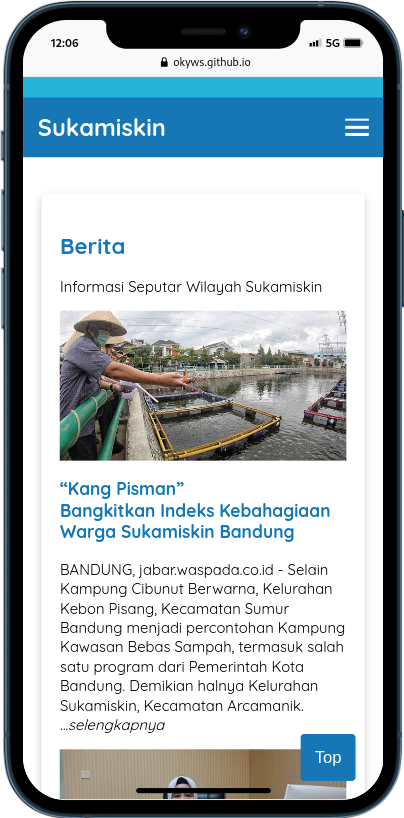 12:06 5G
okyws.github.io
Sukamiskin
Berita
Informasi Seputar Wilayah Sukamiskin
“Kang Pisman”
Bangkitkan Indeks Kebahagiaan
Warga Sukamiskin Bandung
BANDUNG, jabar.waspada.co.id - Selain
Kampung Cibunut Berwarna, Kelurahan
Kebon Pisang, Kecamatan Sumur
Bandung menjadi percontohan Kampung
Kawasan Bebas Sampah, termasuk salah
satu program dari Pemerintah Kota
Bandung. Demikian halnya Kelurahan
Sukamiskin, Kecamatan Arcamanik.
...selengkapnya
Top